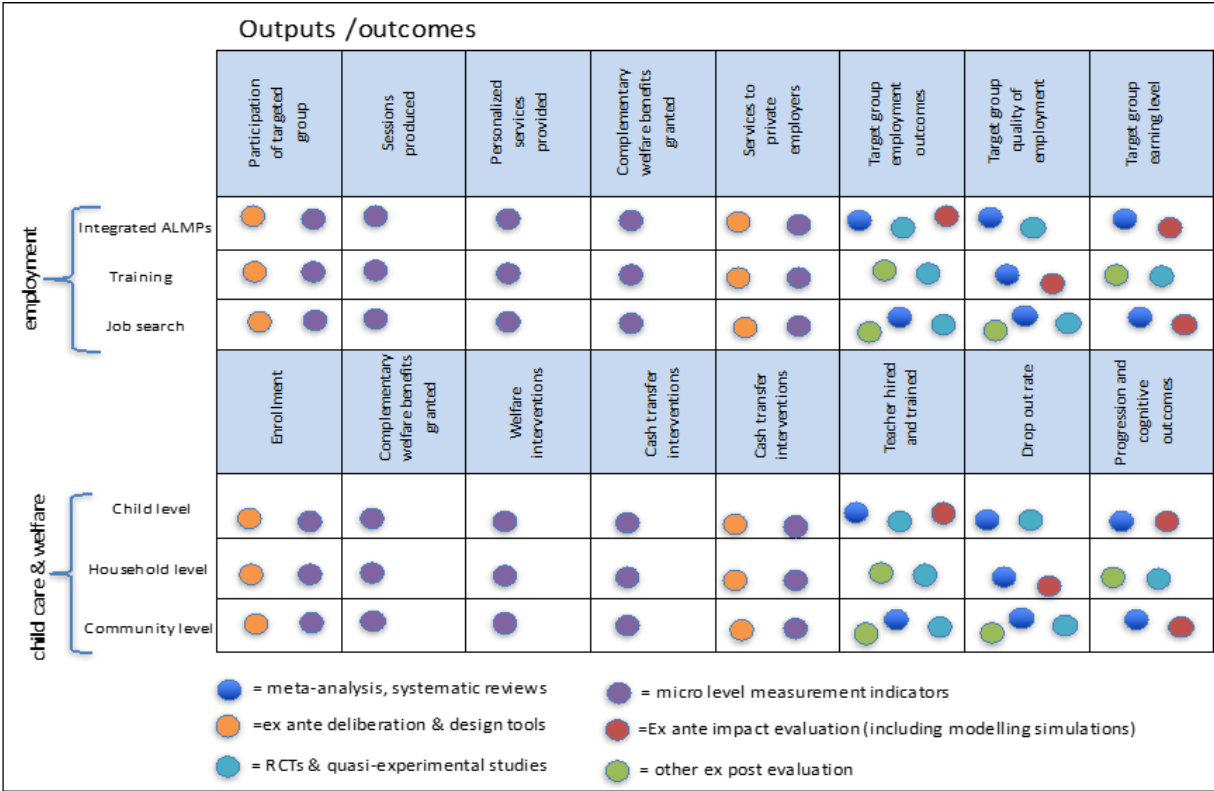 Outputs /outcomes
Participation
of targeted
group
Sessions
produced
Personalized
services
provided
Complementary
welfare benefits
granted
Services to
private
employers
Target group
employment
outcomes
Target group
quality of
employment
Target group
earning level
employment
Integrated ALMPs
Training
Job search
Enrollment
Complementary
welfare benefits
granted
Welfare
interventions
Cash transfer
interventions
Cash transfer
interventions
Teacher hired
and trained
Drop out rate
Progression and
cognitive
outcomes
child care & welfare
Child level
Household level
Community level
= meta-analysis, systematic reviews
= micro level measurement indicators
=ex ante deliberation & design tools
=Ex ante impact evaluation (including modelling simulations)
= RCTs & quasi-experimental studies
= other ex post evaluation